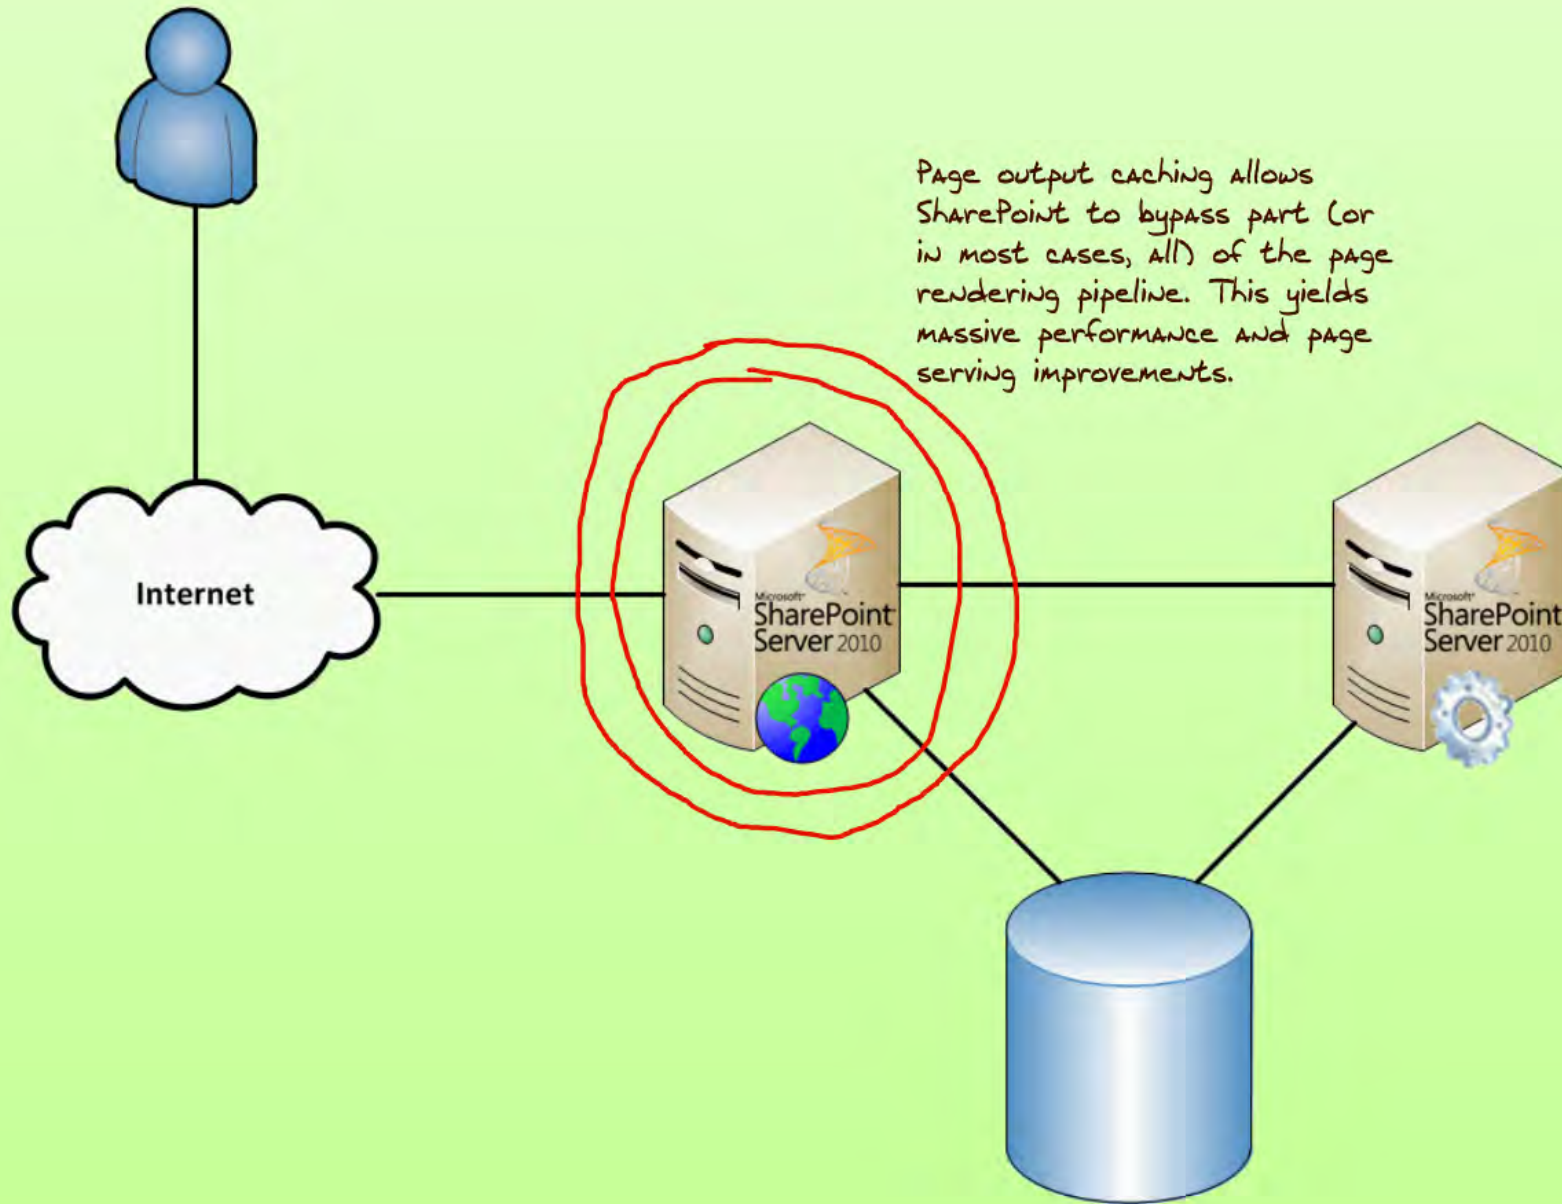 Page output caching allows
SharePoint to bypass part (or
in most cases, all) of the page
rendering pipeline. This yields
massive performance and page
serving improvements.
Internet
Microsoft®
SharePoint
Server 2010
Microsoft®
SharePoint
Server 2010